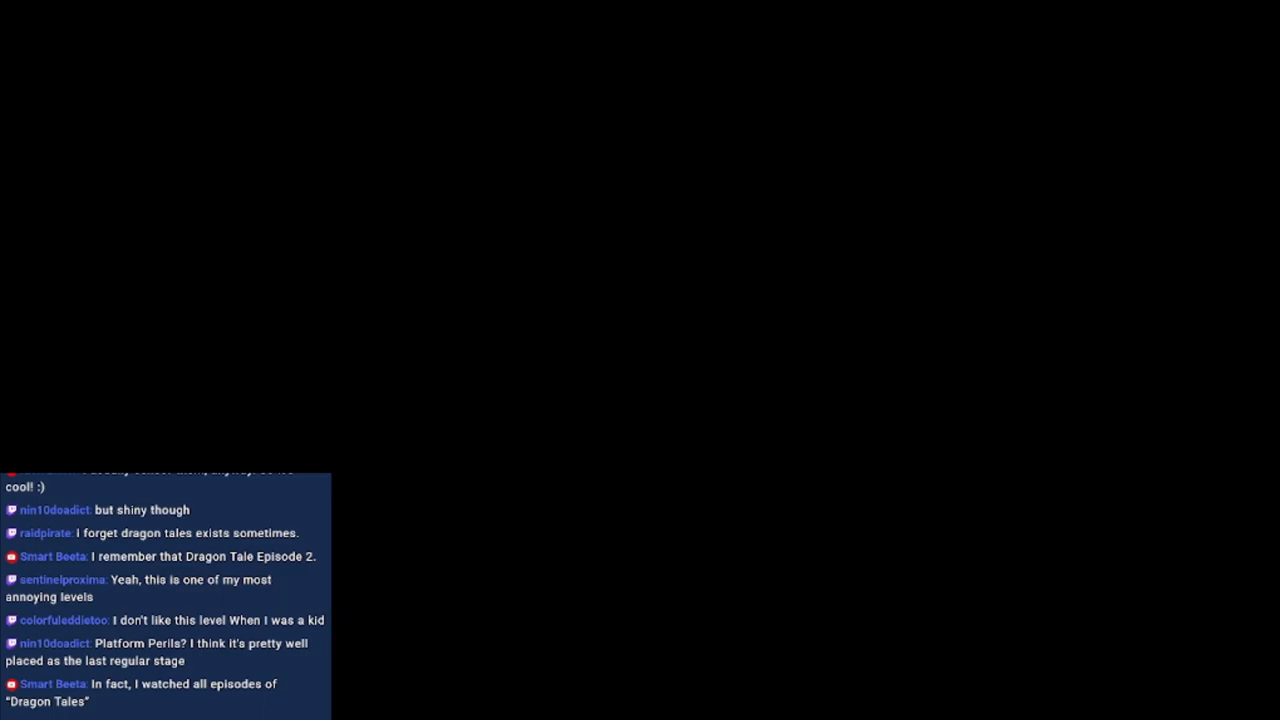 cool! :)
nin10doadict: but shiny though
raidpirate: I forget dragon tales exists sometimes.
Smart Beeta: I remember that Dragon Tale Episode 2.
sentinelproxima: Yeah, this is one of my most
annoying levels
colorfuleddietoo: I don't like this level When I was a kid
nin10doadict: Platform Perils? I think it's pretty well
placed as the last regular stage
Smart Beeta: In fact, I watched all episodes of
"Dragon Tales"